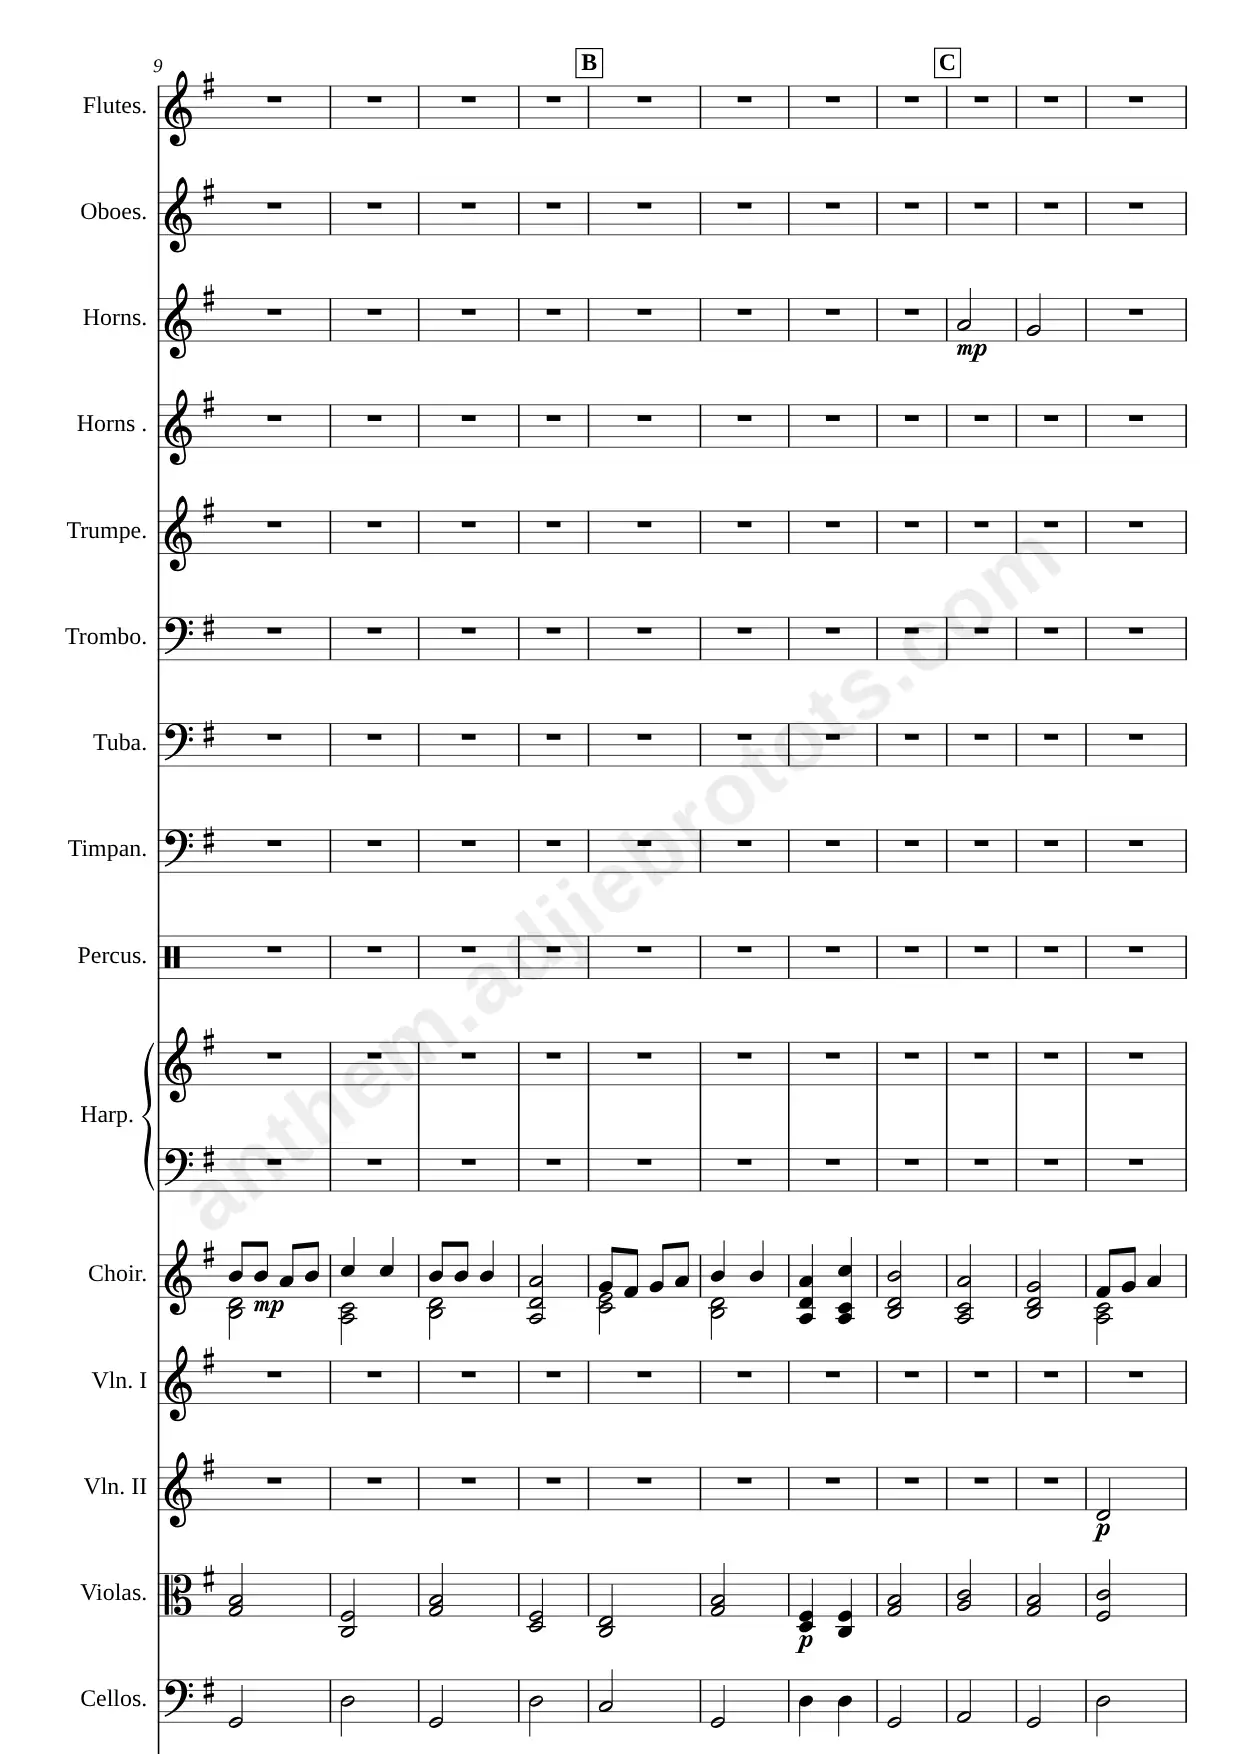 9
B
C
Flutes.
Oboes.
Horns.
mp
Horns .
Trumpe.
Trombo.
Tuba.
Timpan.
Percus.
Harp.
Choir.
mp
Vln. I
Vln. II
p
Violas.
p
Cellos.
anthem.adjiebrotots.com